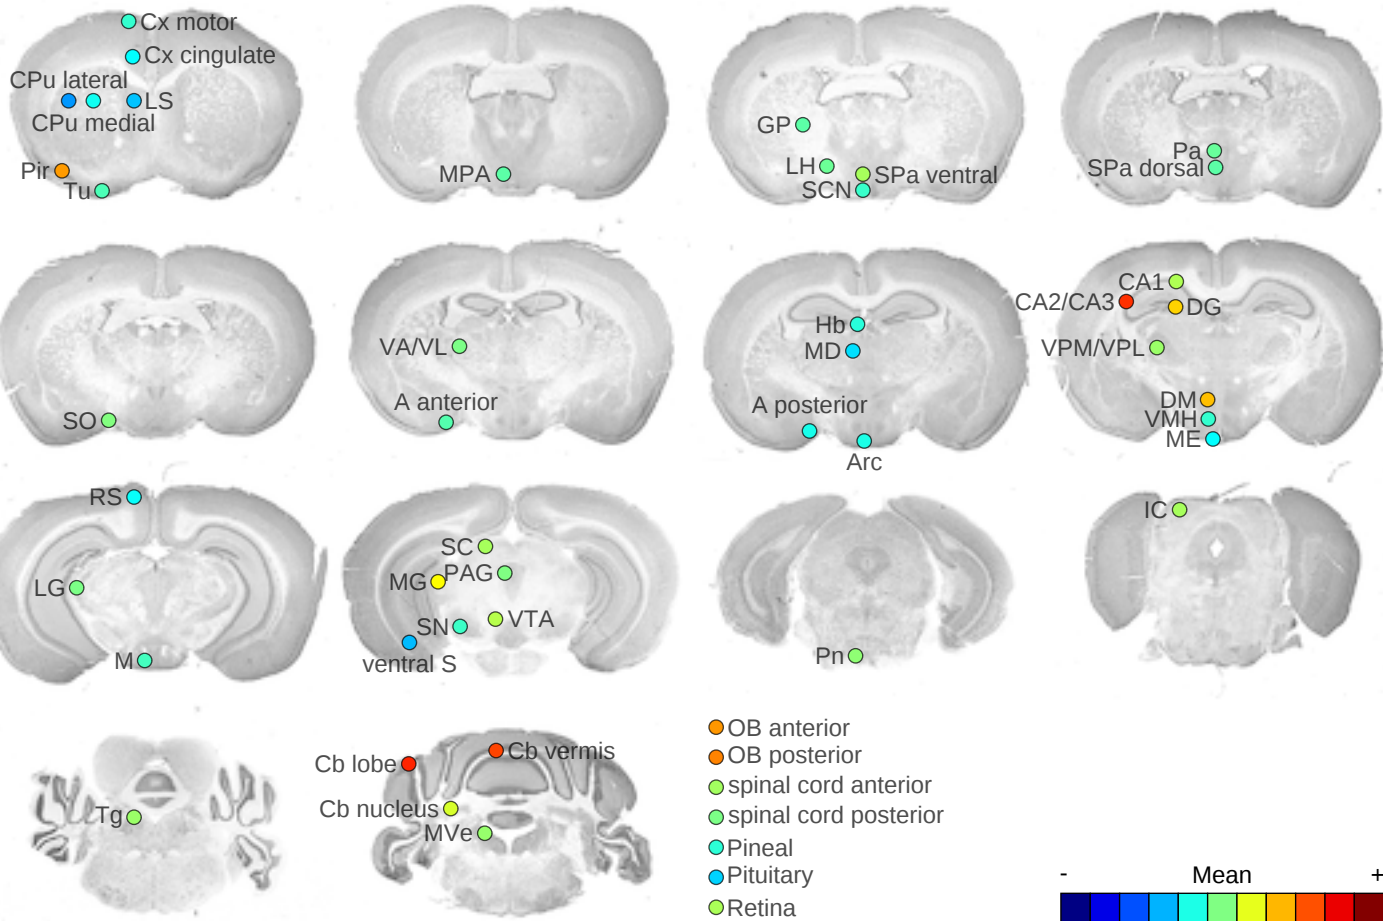 Cx motor
Cx cingulate
CPu lateral
LS
CPu medial
Pir
Tu
MPA
GP
LH
SPa ventral
SCN
Pa
SPa dorsal
SO
VA/VL
A anterior
Hb
MD
A posterior
Arc
CA1
CA2/CA3
DG
VPM/VPL
DM
VMH
ME
RS
LG
M
SC
MG
PAG
SN
VTA
ventral S
Pn
IC
Tg
Cb lobe
Cb vermis
Cb nucleus
MVe
OB anterior
OB posterior
spinal cord anterior
spinal cord posterior
Pineal
Pituitary
Retina
- Mean +